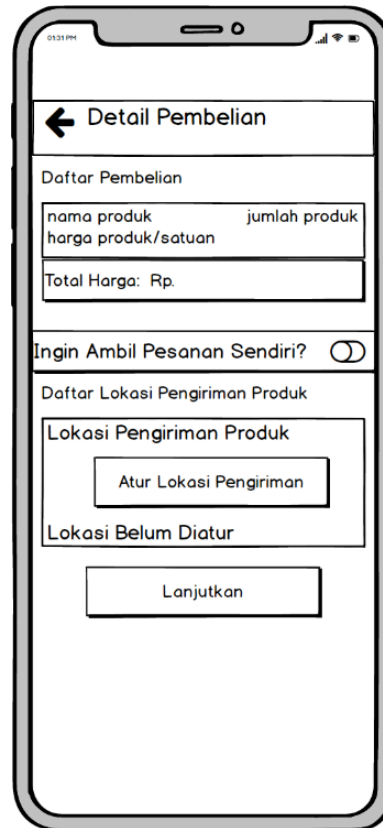 01:31 PM
Detail Pembelian
Daftar Pembelian
nama produk jumlah produk
harga produk/satuan
Total Harga: Rp.
Ingin Ambil Pesanan Sendiri?
Daftar Lokasi Pengiriman Produk
Lokasi Pengiriman Produk
Atur Lokasi Pengiriman
Lokasi Belum Diatur
Lanjutkan